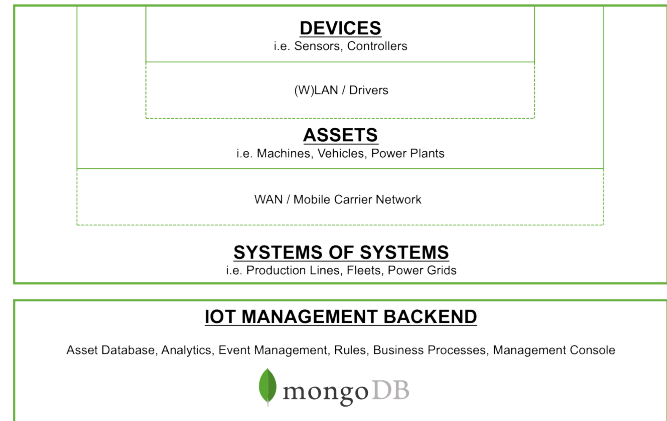 DEVICES
i.e. Sensors, Controllers
(W)LAN / Drivers
ASSETS
i.e. Machines, Vehicles, Power Plants
WAN / Mobile Carrier Network
SYSTEMS OF SYSTEMS
i.e. Production Lines, Fleets, Power Grids
IOT MANAGEMENT BACKEND
Asset Database, Analytics, Event Management, Rules, Business Processes, Management Console
mongoDB